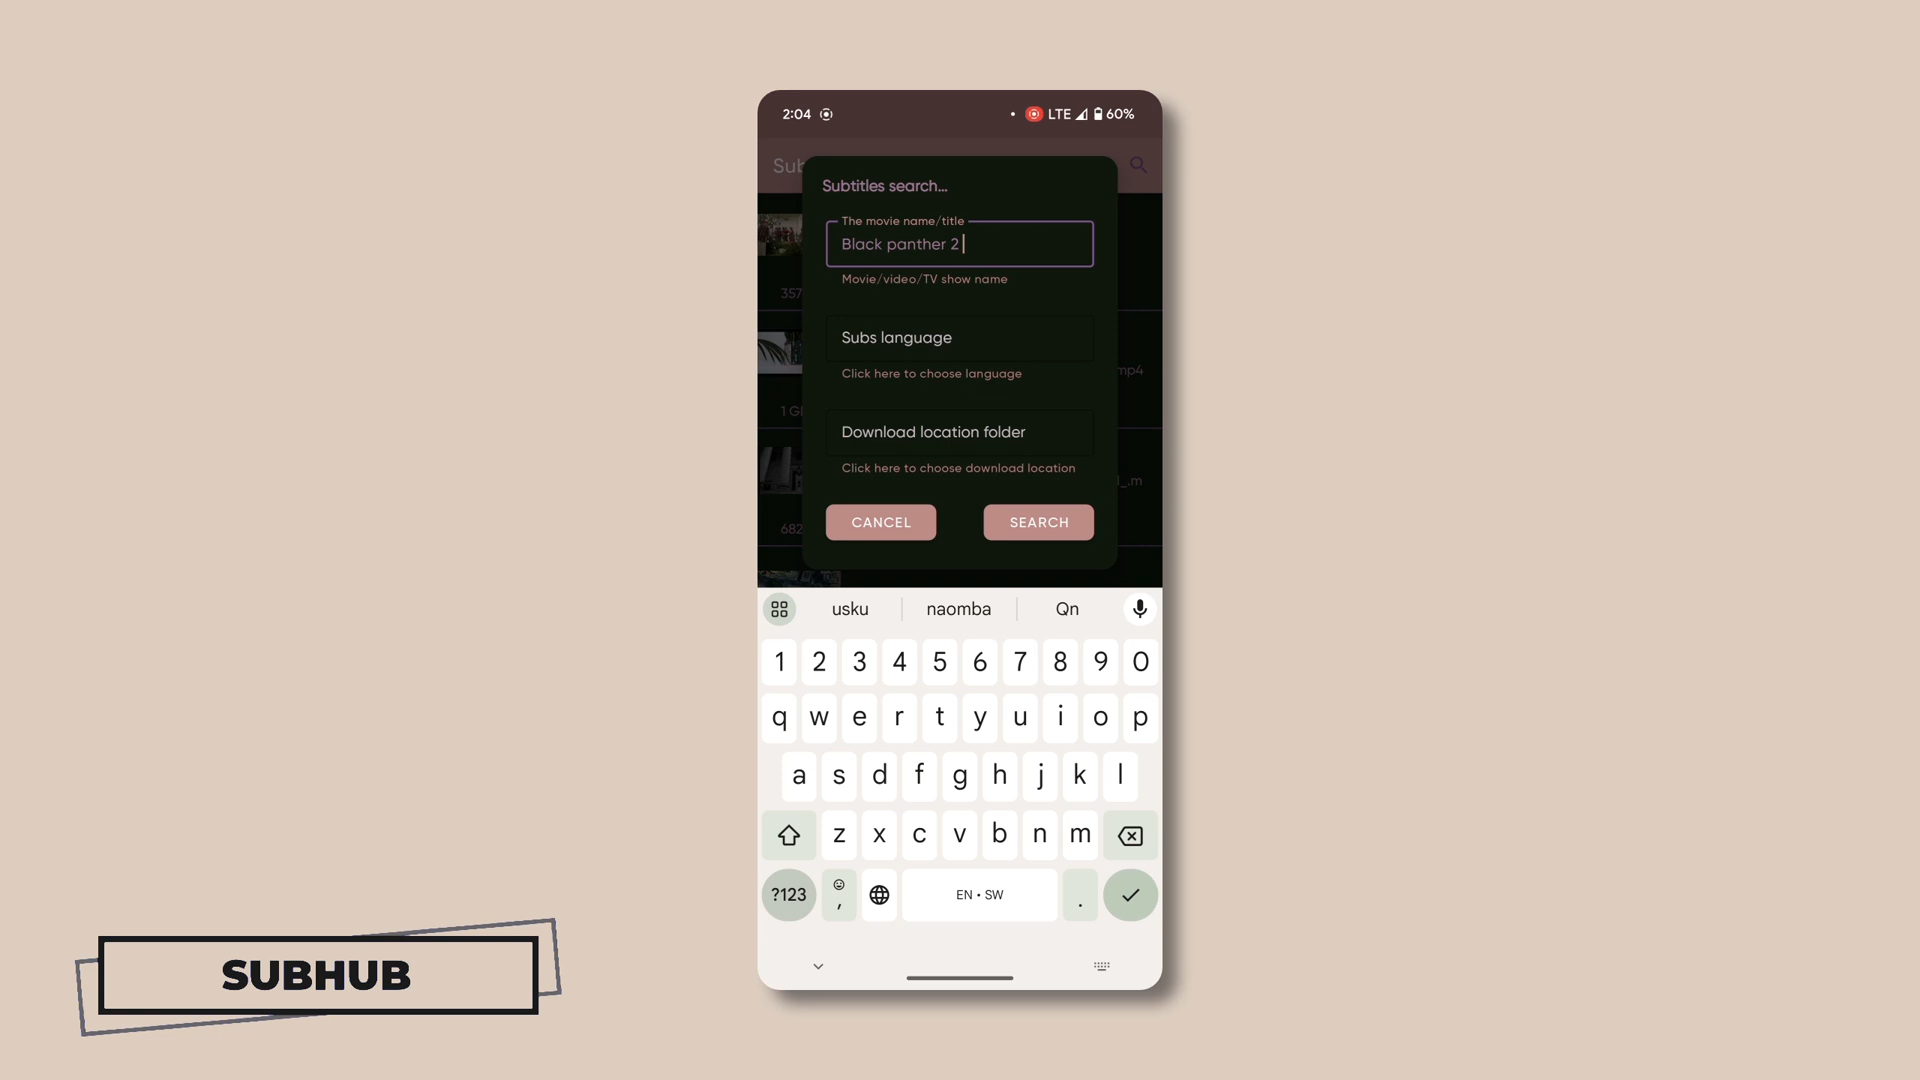 2:04 LTE 60%
Sub
Subtitles search...
The movie name/title
Black panther 2
Movie/video/TV show name
357
Subs language
Click here to choose language
mp4
1 G
Download location folder
Click here to choose download location
l_.m
CANCEL SEARCH
682
usku naomba Qn
1 2 3 4 5 6 7 8 9 0
q w e r t y u i o p
a s d f g h j k l
z x c v b n m
?123 , EN • SW .
SUBHUB